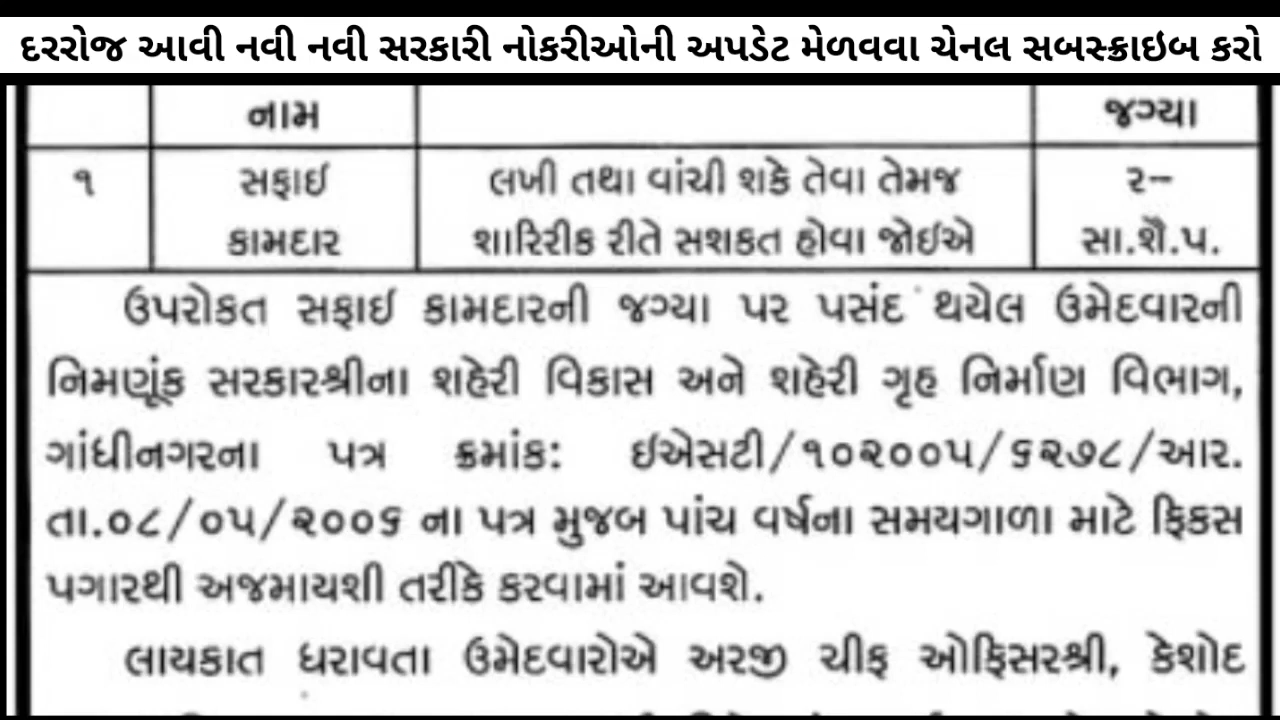 દરરોજ આવી નવી નવી સરકારી નોકરીઓની અપડેટ મેળવવા ચેનલ સબસ્ક્રાઇબ કરો
નામ જગ્યા
૧ સફાઈ લખી તથા વાંચી શકે તેવા તેમજ ૨–
કામદાર શારિરીક રીતે સશકત હોવા જોઈએ સા.શૈ.પ.
ઉપરોકત સફાઈ કામદારની જગ્યા પર પસંદ થયેલ ઉમેદવારની
નિમણૂંક સરકારશ્રીના શહેરી વિકાસ અને શહેરી ગૃહ નિર્માણ વિભાગ,
ગાંધીનગરના પત્ર ક્રમાંક: ઈએસટી/૧૦૨૦૦૫/૬૨૭૮/આર.
તા.૦૮/૦૫/૨૦૦૬ ના પત્ર મુજબ પાંચ વર્ષના સમયગાળા માટે ફિકસ
પગારથી અજમાયશી તરીકે કરવામાં આવશે.
લાયકાત ધરાવતા ઉમેદવારોએ અરજી ચીફ ઓફિસરશ્રી, કેશોદ